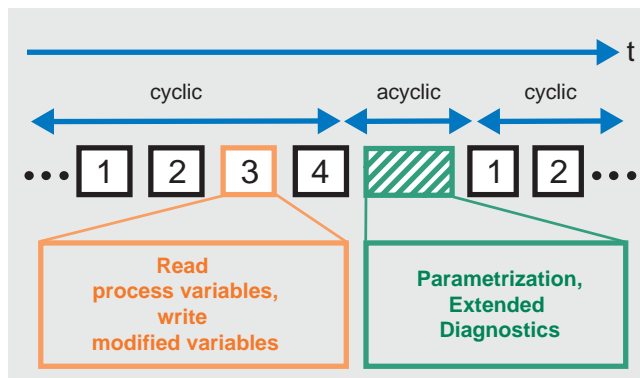 t
cyclic acyclic cyclic
••• 1 2 3 4 1 2 •••
Read
process variables,
write
modified variables
Parametrization,
Extended
Diagnostics